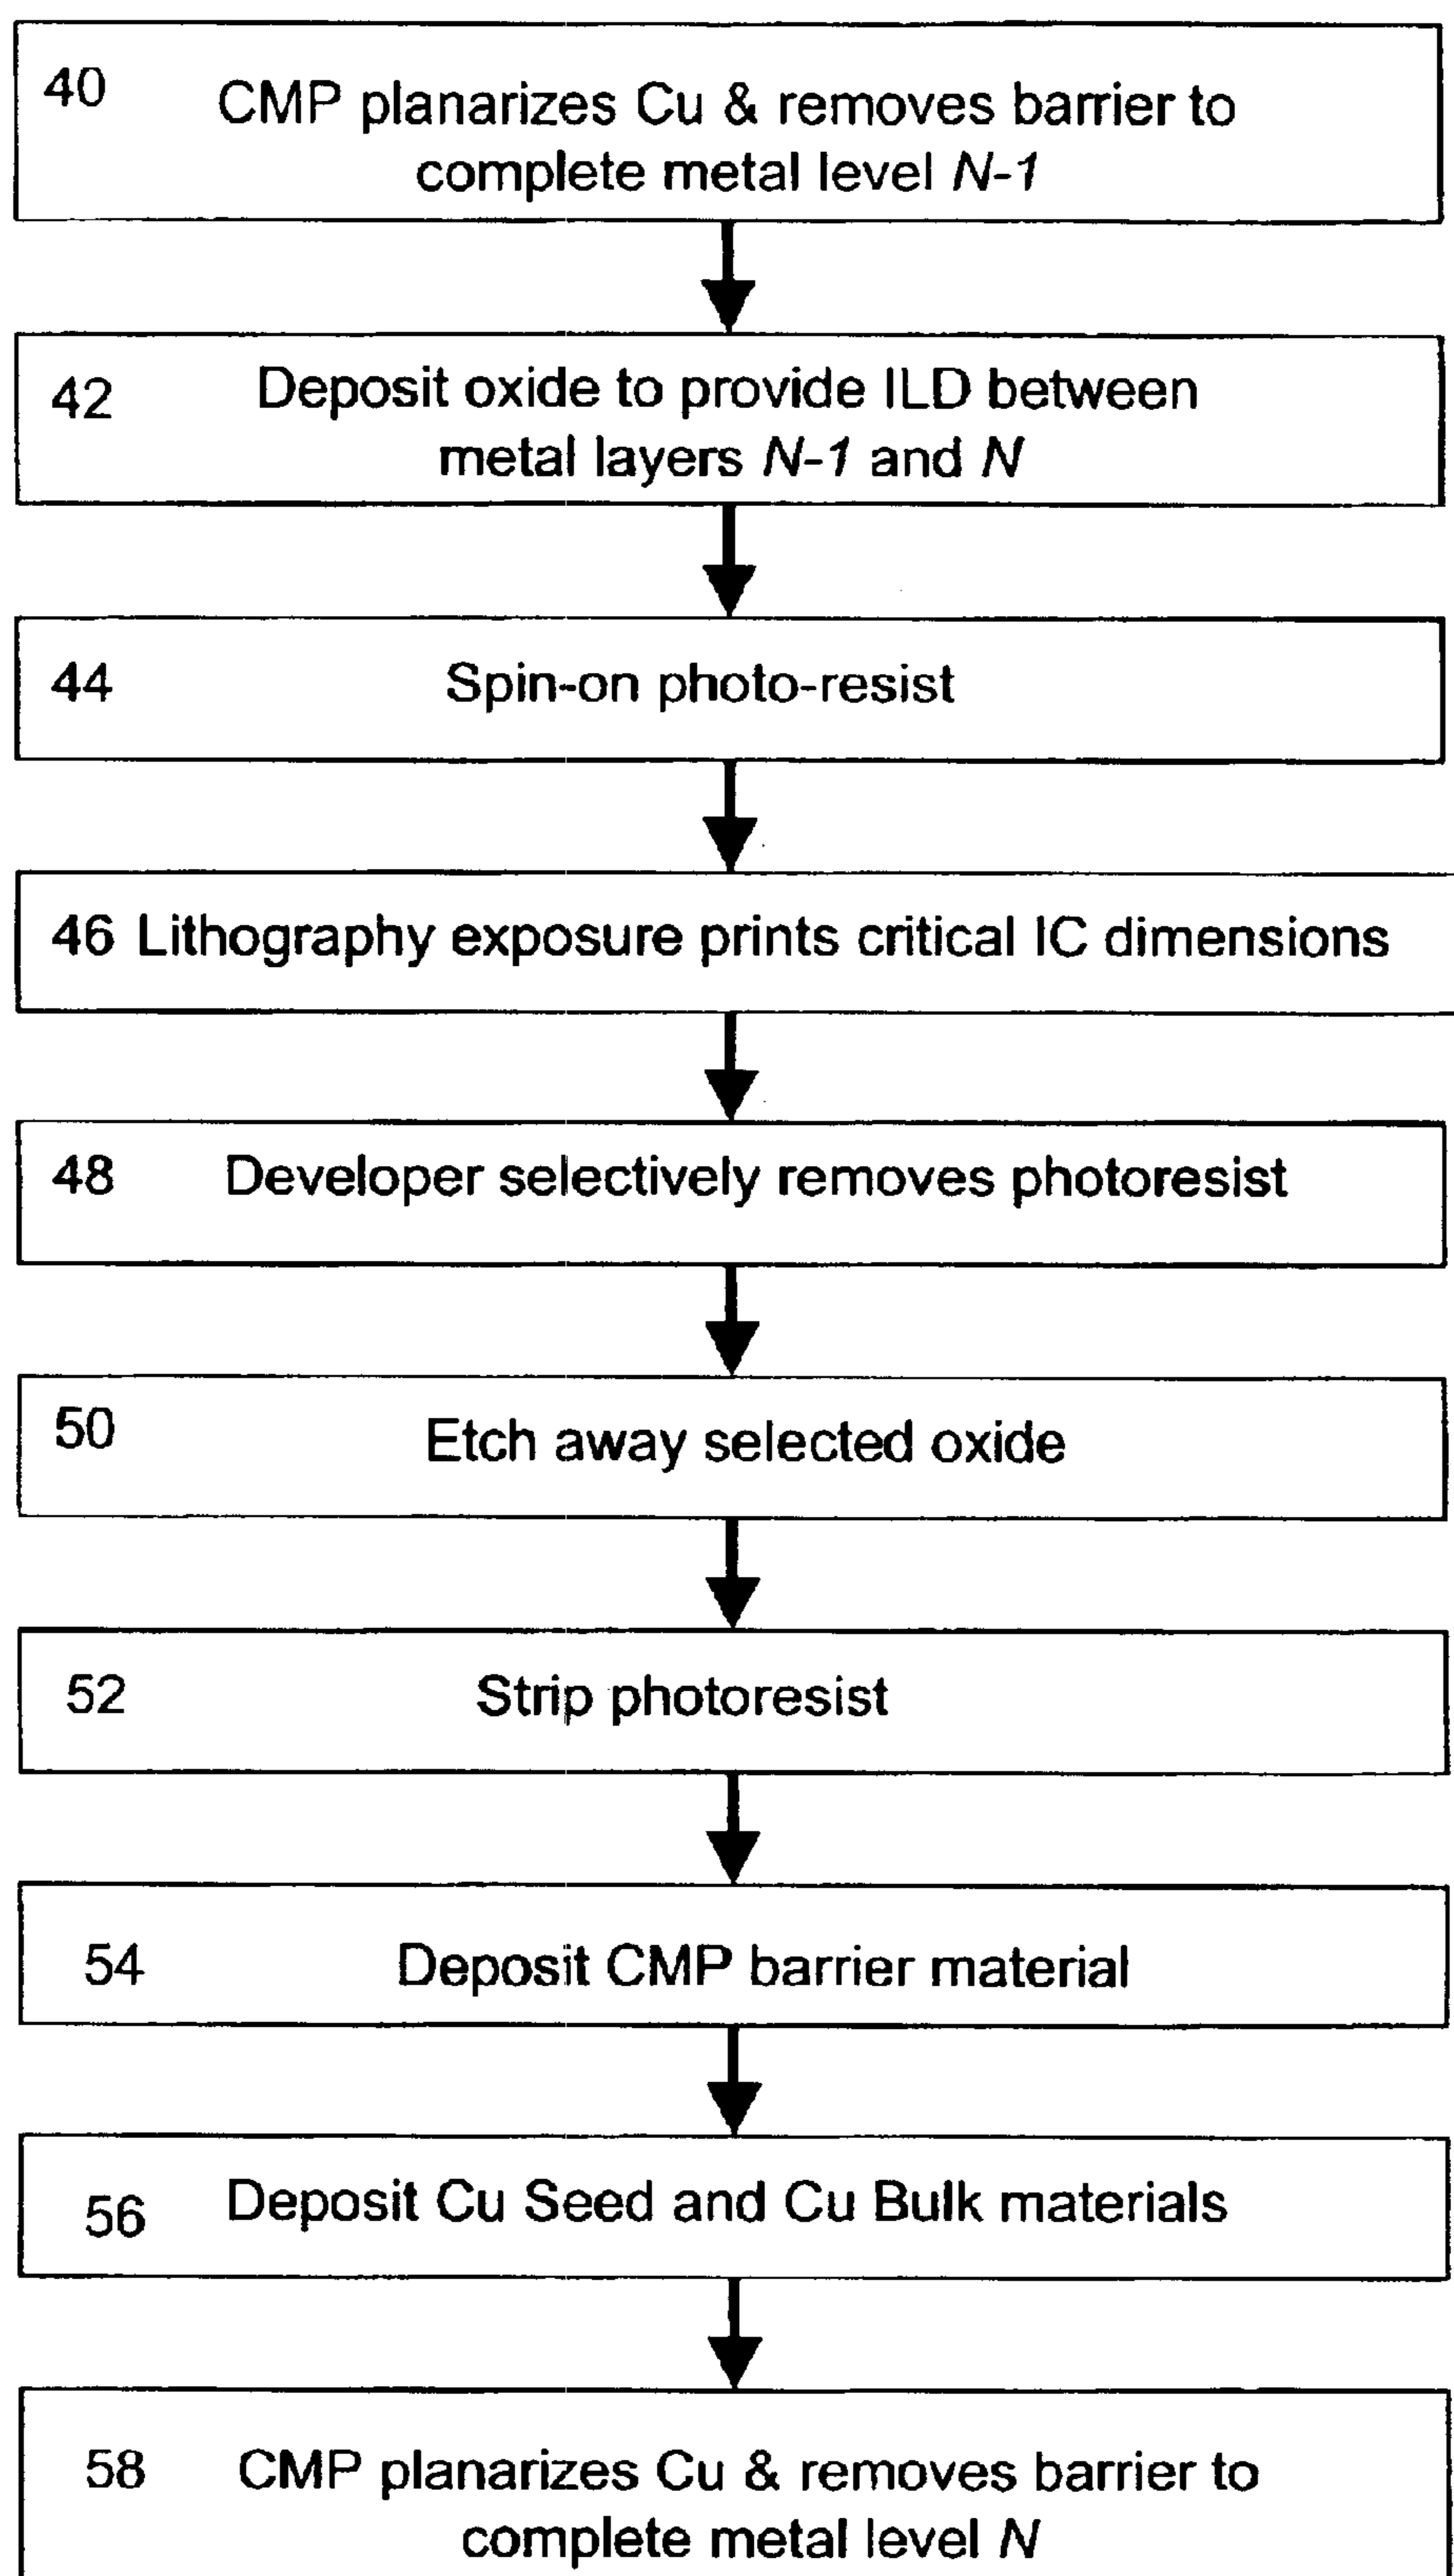 40 CMP planarizes Cu & removes barrier to
complete metal level N-1
42 Deposit oxide to provide ILD between
metal layers N-1 and N
44 Spin-on photo-resist
46 Lithography exposure prints critical IC dimensions
48 Developer selectively removes photoresist
50 Etch away selected oxide
52 Strip photoresist
54 Deposit CMP barrier material
56 Deposit Cu Seed and Cu Bulk materials
58 CMP planarizes Cu & removes barrier to
complete metal level N